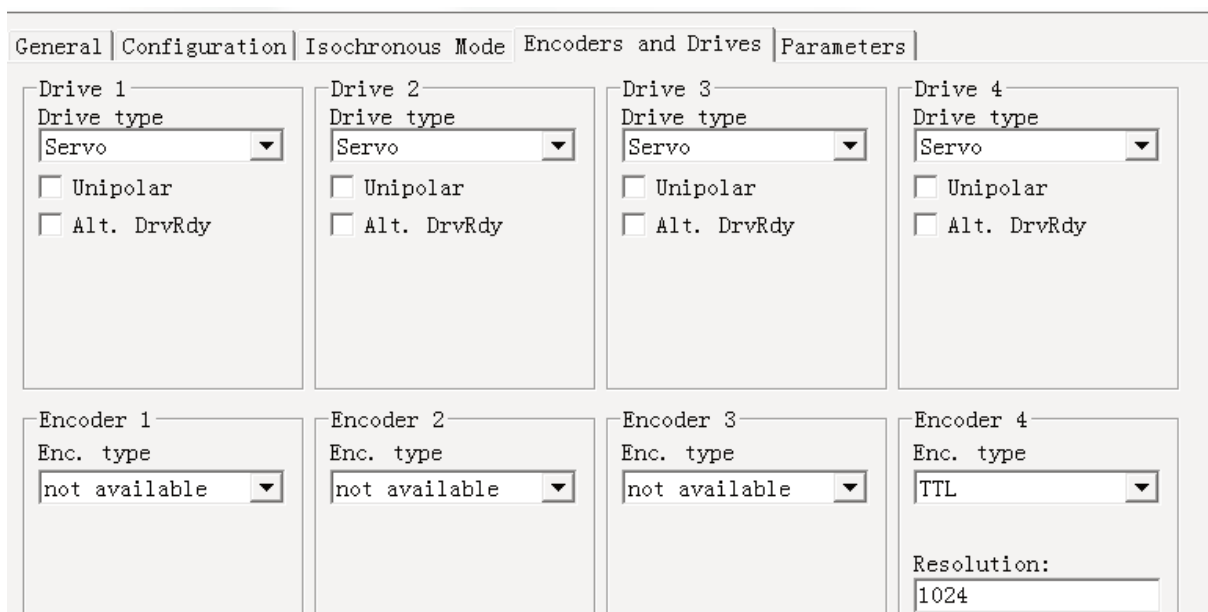 General Configuration Isochronous Mode Encoders and Drives Parameters
Drive 1 Drive 2 Drive 3 Drive 4
Drive type Drive type Drive type Drive type
Servo Servo Servo Servo
Unipolar Unipolar Unipolar Unipolar
Alt. DrvRdy Alt. DrvRdy Alt. DrvRdy Alt. DrvRdy
Encoder 1 Encoder 2 Encoder 3 Encoder 4
Enc. type Enc. type Enc. type Enc. type
not available not available not available TTL
Resolution:
1024